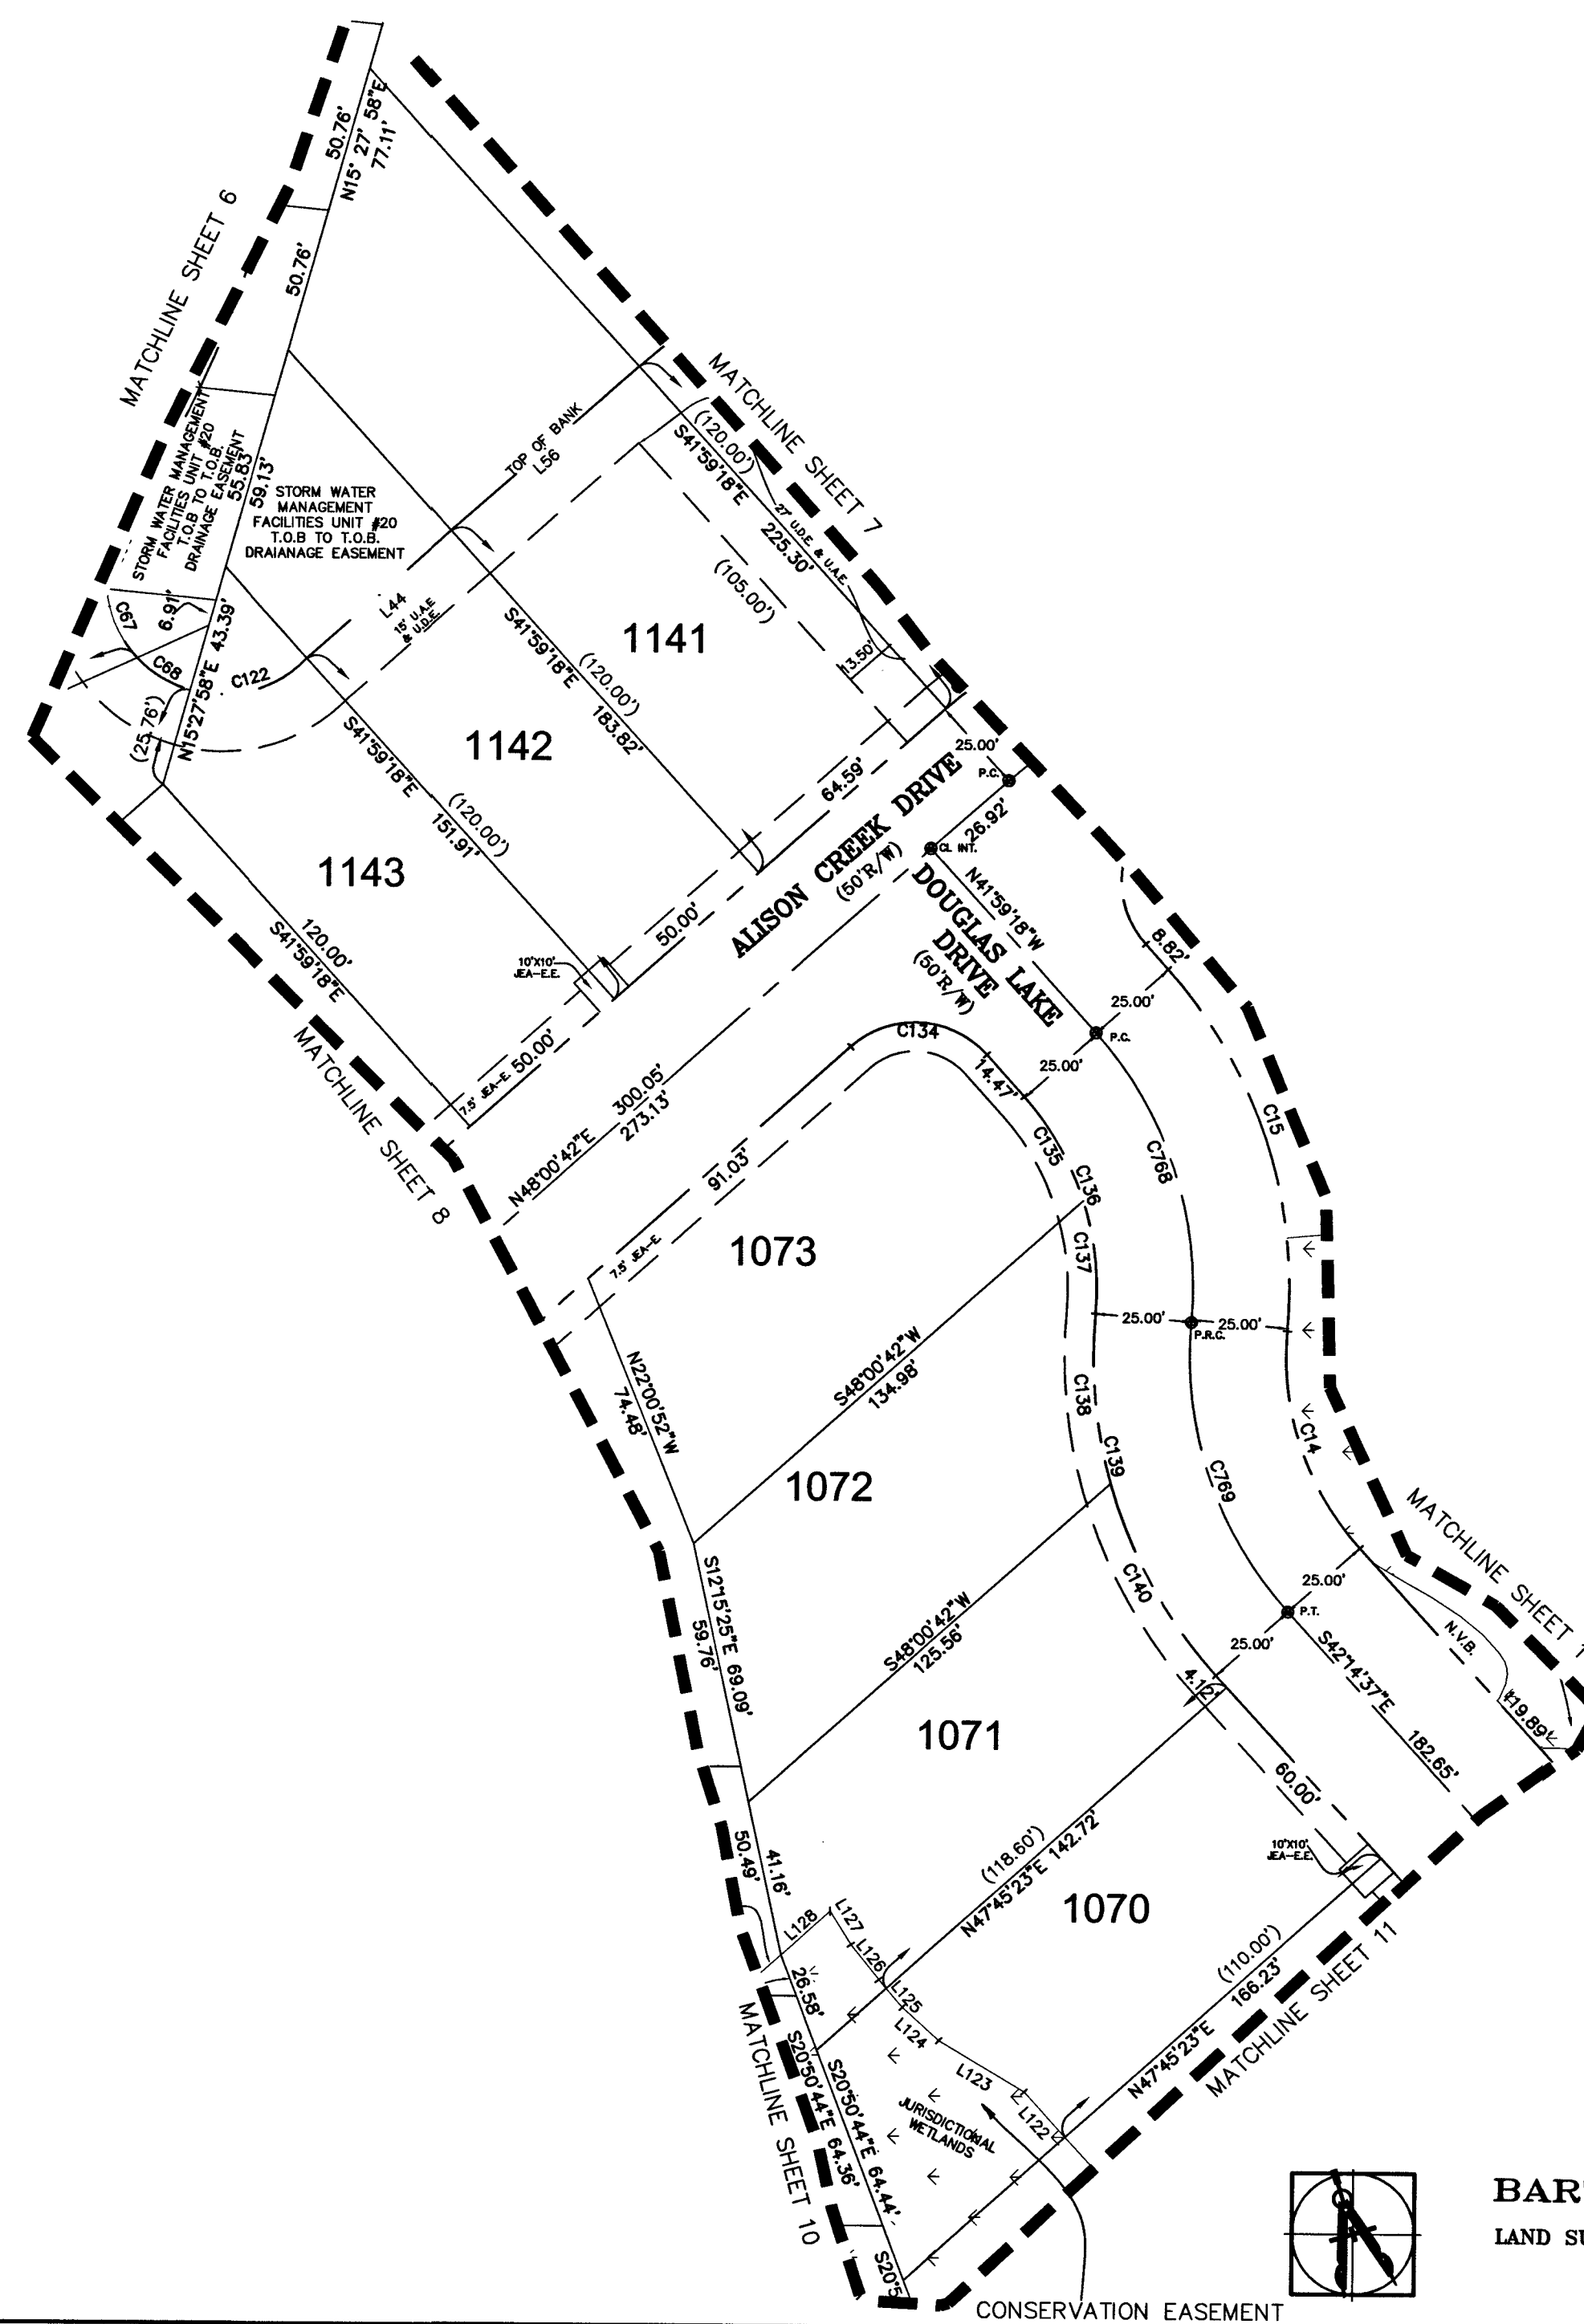 50.76'
N15° 27' 58"E
77.11'
MATCHLINE SHEET 6
50.76'
MATCHLINE SHEET 7
STORM WATER MANAGEMENT
FACILITIES UNIT #20
T.O.B TO T.O.B.
DRAINAGE EASEMENT
55.83'
59.13'
STORM WATER
MANAGEMENT
FACILITIES UNIT #20
T.O.B TO T.O.B.
DRAIANAGE EASEMENT
TOP OF BANK
L56
(120.00')
S41°59'18"E
225.30'
27' U.D.E. & U.A.E.
(105.00')
13.50'
L44
15' U.A.E
& U.D.E.
C67
6.91'
C68
C122
(25.76')
N15°27'58"E 43.39'
S41°59'18"E
(120.00')
183.82'
1141
S41°59'18"E
(120.00')
151.91'
1142
64.59'
25.00'
P.C.
26.92'
CL INT.
1143
120.00'
S41°59'18"E
10'X10'
JEA-E.E.
50.00'
7.5' JEA-E.
50.00'
ALISON CREEK DRIVE
(50'R/W)
DOUGLAS LAKE
DRIVE
(50'R/W)
N41°59'18"W
8.82'
25.00'
P.C.
25.00'
MATCHLINE SHEET 8
N48°00'42"E
300.05'
273.13'
C134
14.47'
C135
C136
C137
C768
C15
91.03'
7.5' JEA-E.
1073
S48°00'42"W
134.98'
N22°00'52"W
74.48'
25.00'
P.R.C.
25.00'
C138
C139
C769
C14
1072
S48°00'42"W
125.56'
S12°15'25"E 69.09'
59.76'
C140
MATCHLINE SHEET
25.00'
P.T.
25.00'
N.V.B.
S42°14'37"E
182.65'
119.89'
4.12'
1071
60.00'
50.49'
41.16'
(118.60')
N47°45'23"E 142.72'
10'X10'
JEA-E.E.
1070
L128
L127
L126
L125
L124
L123
L122
26.58'
(110.00')
166.23'
N47°45'23"E
MATCHLINE SHEET 11
MATCHLINE SHEET 10
S20°50'44"E 64.36'
S20°50'44"E 64.44'
S20°5
JURISDICTIONAL
WETLANDS
CONSERVATION EASEMENT
LAND